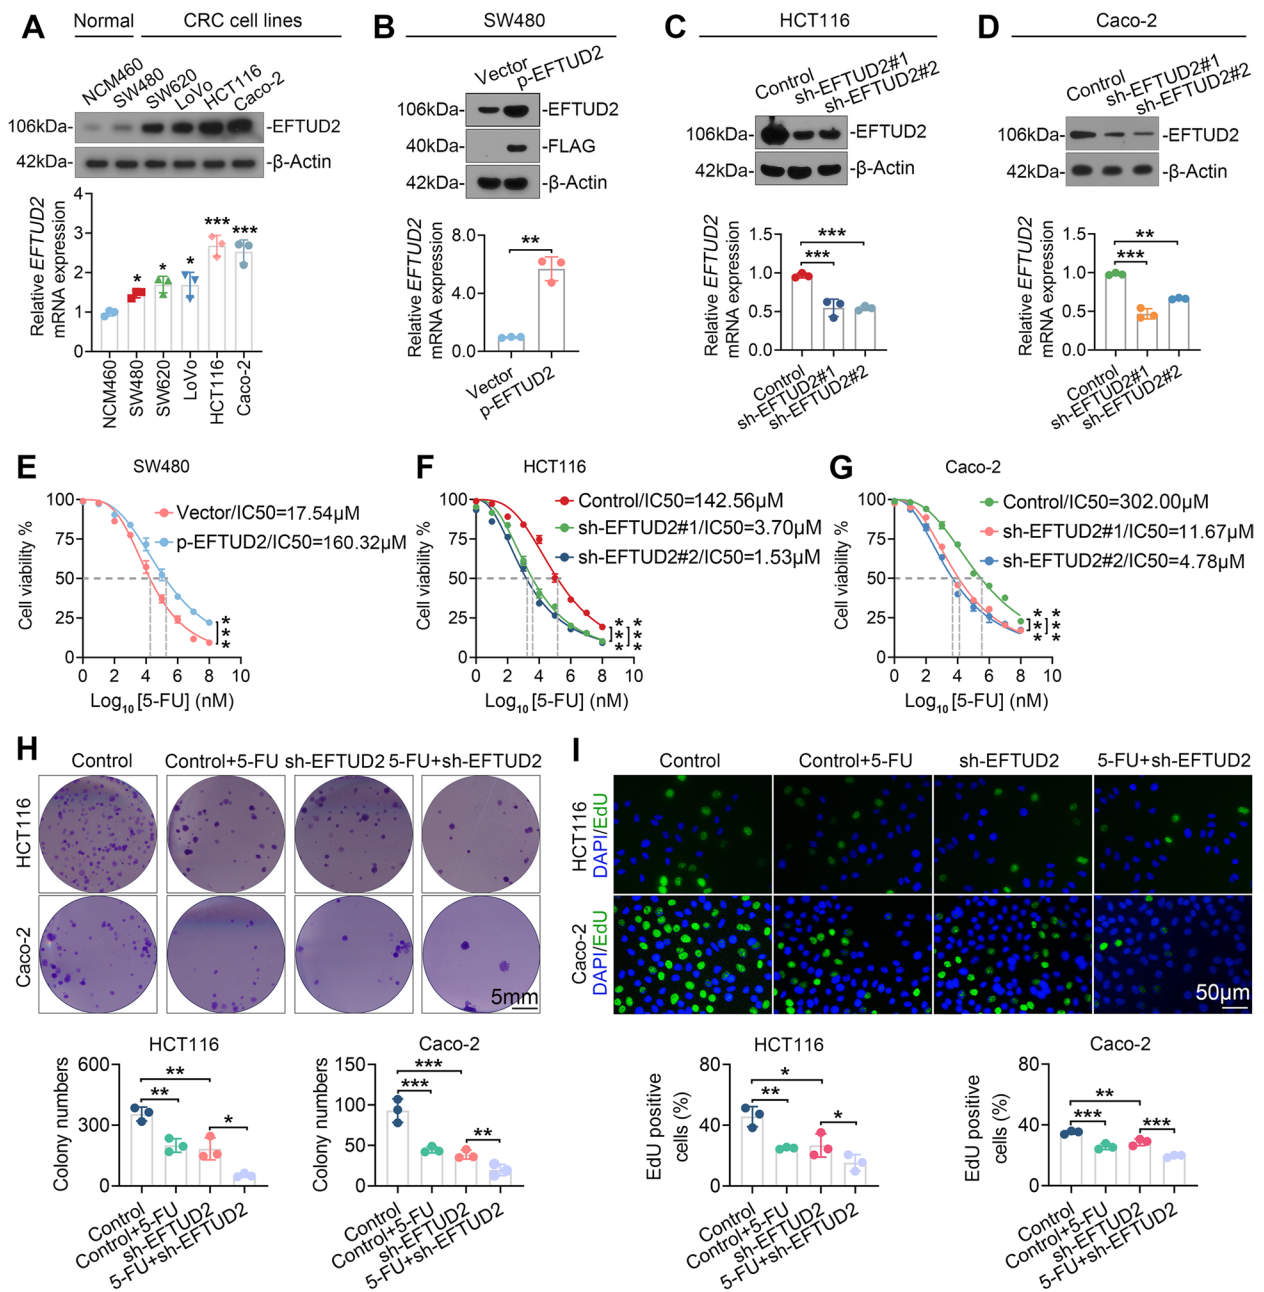 A
Normal
CRC cell lines
NCM460
SW480
SW620
LoVo
HCT116
Caco-2
106kDa-
-EFTUD2
42kDa-
-β-Actin
Relative EFTUD2
mRNA expression
4
3
2
1
0
*
*
*
***
***
NCM460
SW480
SW620
LoVo
HCT116
Caco-2
B
SW480
Vector
p-EFTUD2
106kDa-
-EFTUD2
40kDa-
-FLAG
42kDa-
-β-Actin
Relative EFTUD2
mRNA expression
8.0
4.0
0.0
**
Vector
p-EFTUD2
C
HCT116
Control
sh-EFTUD2#1
sh-EFTUD2#2
106kDa-
-EFTUD2
42kDa-
-β-Actin
Relative EFTUD2
mRNA expression
1.5
1.0
0.5
0.0
***
***
Control
sh-EFTUD2#1
sh-EFTUD2#2
D
Caco-2
Control
sh-EFTUD2#1
sh-EFTUD2#2
106kDa-
-EFTUD2
42kDa-
-β-Actin
Relative EFTUD2
mRNA expression
1.5
1.0
0.5
0.0
**
***
Control
sh-EFTUD2#1
sh-EFTUD2#2
E
SW480
Cell viability %
100
75
50
25
0
Vector/IC50=17.54μM
p-EFTUD2/IC50=160.32μM
***
0 2 4 6 8 10
Log10 [5-FU] (nM)
F
HCT116
Cell viability %
100
75
50
25
0
Control/IC50=142.56μM
sh-EFTUD2#1/IC50=3.70μM
sh-EFTUD2#2/IC50=1.53μM
***
***
0 2 4 6 8 10
Log10 [5-FU] (nM)
G
Caco-2
Cell viability %
100
75
50
25
0
Control/IC50=302.00μM
sh-EFTUD2#1/IC50=11.67μM
sh-EFTUD2#2/IC50=4.78μM
***
***
0 2 4 6 8 10
Log10 [5-FU] (nM)
H
Control
Control+5-FU
sh-EFTUD2
5-FU+sh-EFTUD2
HCT116
Caco-2
5mm
HCT116
Colony numbers
600
300
0
**
**
*
Control
Control+5-FU
sh-EFTUD2
5-FU+sh-EFTUD2
Caco-2
Colony numbers
150
100
50
0
***
***
**
Control
Control+5-FU
sh-EFTUD2
5-FU+sh-EFTUD2
I
Control
Control+5-FU
sh-EFTUD2
5-FU+sh-EFTUD2
HCT116
DAPI/EdU
Caco-2
DAPI/EdU
50μm
HCT116
EdU positive
cells (%)
80
40
0
*
**
*
Control
Control+5-FU
sh-EFTUD2
5-FU+sh-EFTUD2
Caco-2
EdU positive
cells (%)
80
40
0
**
***
***
Control
Control+5-FU
sh-EFTUD2
5-FU+sh-EFTUD2